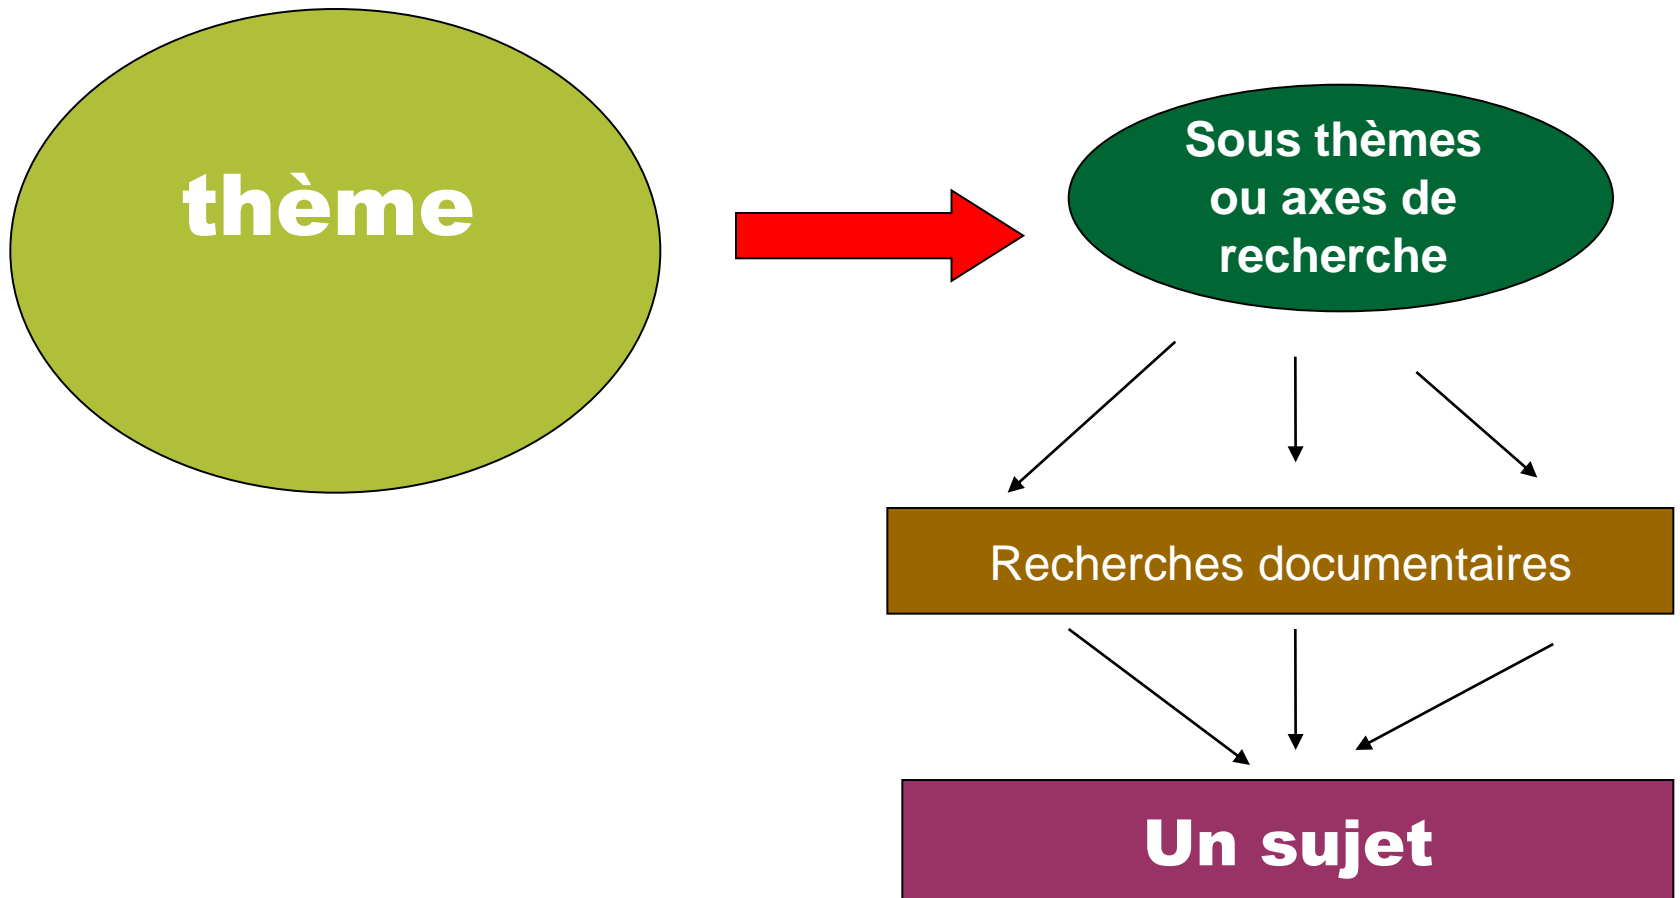 thème
Sous thèmes
ou axes de
recherche
Recherches documentaires
Un sujet